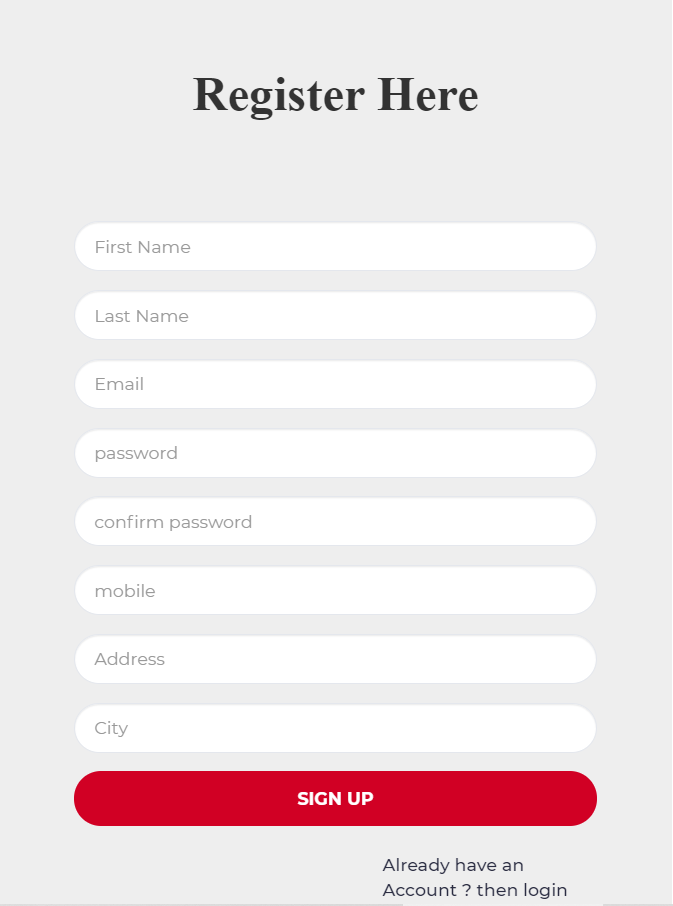 Register Here
First Name
Last Name
Email
password
confirm password
mobile
Address
City
SIGN UP
Already have an
Account ? then login